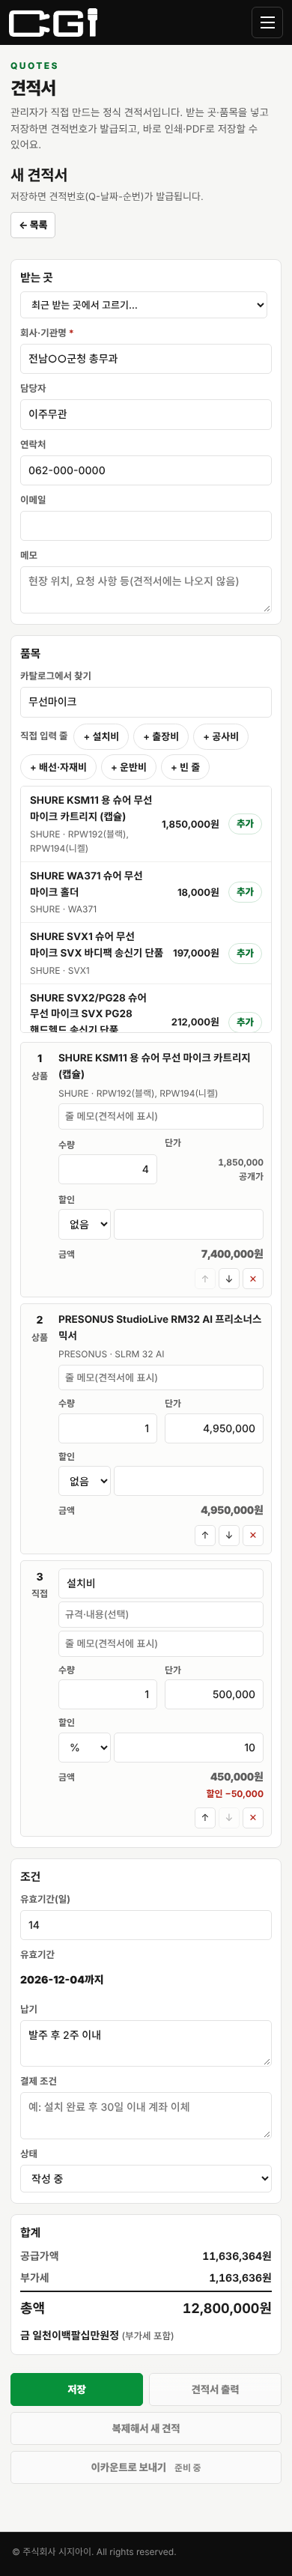 CGI
QUOTES
견적서
관리자가 직접 만드는 정식 견적서입니다. 받는 곳·품목을 넣고
저장하면 견적번호가 발급되고, 바로 인쇄·PDF로 저장할 수
있어요.
새 견적서
저장하면 견적번호(Q-날짜-순번)가 발급됩니다.
← 목록
받는 곳
최근 받는 곳에서 고르기...
회사·기관명 *
전남○○군청 총무과
담당자
이주무관
연락처
062-000-0000
이메일
메모
현장 위치, 요청 사항 등(견적서에는 나오지 않음)
품목
카탈로그에서 찾기
무선마이크
직접 입력 줄 + 설치비 + 출장비 + 공사비
+ 배선·자재비 + 운반비 + 빈 줄
SHURE KSM11 용 슈어 무선
마이크 카트리지 (캡슐)
SHURE · RPW192(블랙),
RPW194(니켈)
1,850,000원 추가
SHURE WA371 슈어 무선
마이크 홀더
SHURE · WA371
18,000원 추가
SHURE SVX1 슈어 무선
마이크 SVX 바디팩 송신기 단품
SHURE · SVX1
197,000원 추가
SHURE SVX2/PG28 슈어
무선 마이크 SVX PG28
핸드헬드 송신기 단품
212,000원 추가
1
상품
SHURE KSM11 용 슈어 무선 마이크 카트리지
(캡슐)
SHURE · RPW192(블랙), RPW194(니켈)
줄 메모(견적서에 표시)
수량 단가
4 1,850,000
공개가
할인
없음
금액 7,400,000원
↑ ↓ ×
2
상품
PRESONUS StudioLive RM32 AI 프리소너스
믹서
PRESONUS · SLRM 32 AI
줄 메모(견적서에 표시)
수량 단가
1 4,950,000
할인
없음
금액 4,950,000원
↑ ↓ ×
3
직접
설치비
규격·내용(선택)
줄 메모(견적서에 표시)
수량 단가
1 500,000
할인
% 10
금액 450,000원
할인 −50,000
↑ ↓ ×
조건
유효기간(일)
14
유효기간
2026-12-04까지
납기
발주 후 2주 이내
결제 조건
예: 설치 완료 후 30일 이내 계좌 이체
상태
작성 중
합계
공급가액 11,636,364원
부가세 1,163,636원
총액 12,800,000원
금 일천이백팔십만원정 (부가세 포함)
저장 견적서 출력
복제해서 새 견적
이카운트로 보내기 준비 중
© 주식회사 시지아이. All rights reserved.